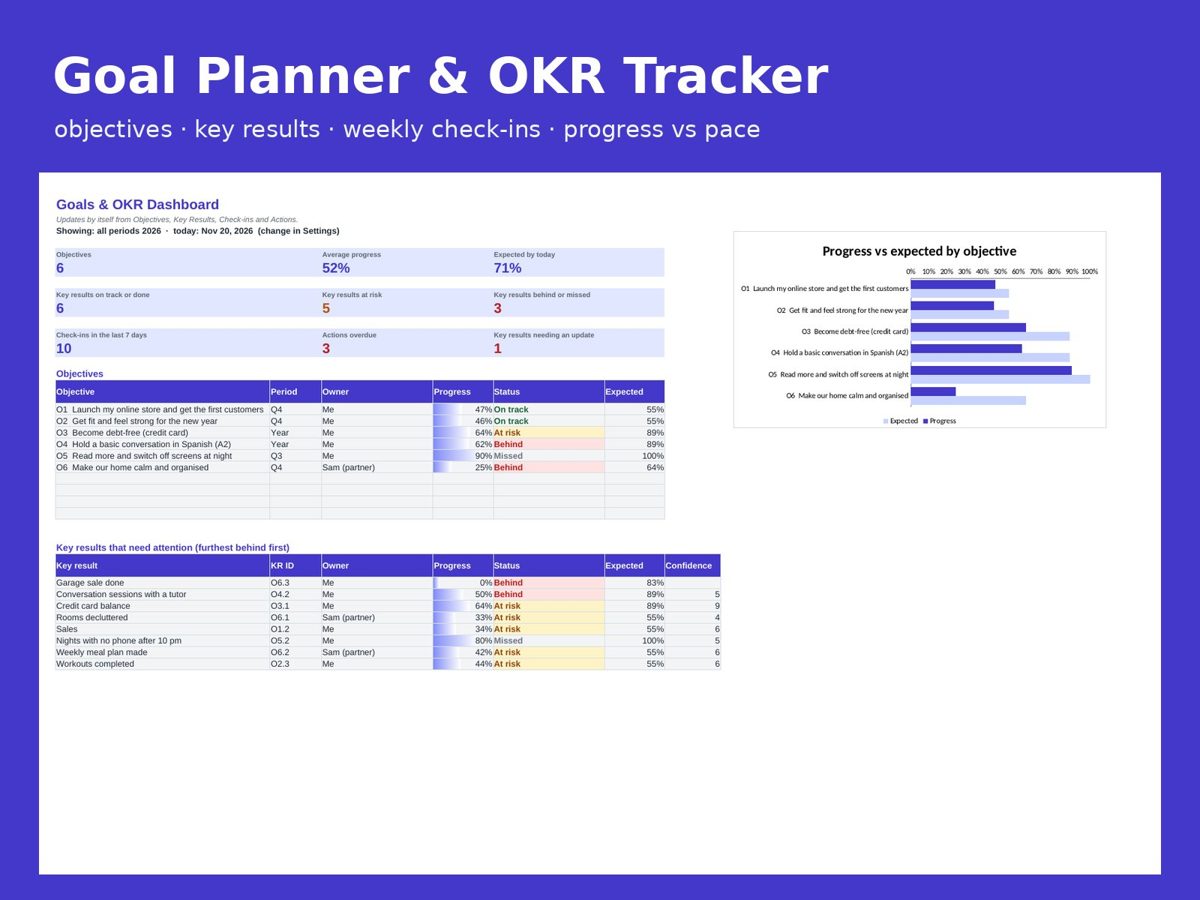 Goal Planner & OKR Tracker
objectives · key results · weekly check-ins · progress vs pace
Goals & OKR Dashboard
Updates by itself from Objectives, Key Results, Check-ins and Actions.
Showing: all periods 2026 · today: Nov 20, 2026 (change in Settings)
Objectives Average progress Expected by today
6 52% 71%
Key results on track or done Key results at risk Key results behind or missed
6 5 3
Check-ins in the last 7 days Actions overdue Key results needing an update
10 3 1
Objectives
Objective Period Owner Progress Status Expected
O1 Launch my online store and get the first customers Q4 Me 47% On track 55%
O2 Get fit and feel strong for the new year Q4 Me 46% On track 55%
O3 Become debt-free (credit card) Year Me 64% At risk 89%
O4 Hold a basic conversation in Spanish (A2) Year Me 62% Behind 89%
O5 Read more and switch off screens at night Q3 Me 90% Missed 100%
O6 Make our home calm and organised Q4 Sam (partner) 25% Behind 64%
Key results that need attention (furthest behind first)
Key result KR ID Owner Progress Status Expected Confidence
Garage sale done O6.3 Me 0% Behind 83%
Conversation sessions with a tutor O4.2 Me 50% Behind 89% 5
Credit card balance O3.1 Me 64% At risk 89% 9
Rooms decluttered O6.1 Sam (partner) 33% At risk 55% 4
Sales O1.2 Me 34% At risk 55% 6
Nights with no phone after 10 pm O5.2 Me 80% Missed 100% 5
Weekly meal plan made O6.2 Sam (partner) 42% At risk 55% 6
Workouts completed O2.3 Me 44% At risk 55% 6
Progress vs expected by objective
0% 10% 20% 30% 40% 50% 60% 70% 80% 90% 100%
O1 Launch my online store and get the first customers
O2 Get fit and feel strong for the new year
O3 Become debt-free (credit card)
O4 Hold a basic conversation in Spanish (A2)
O5 Read more and switch off screens at night
O6 Make our home calm and organised
Expected Progress